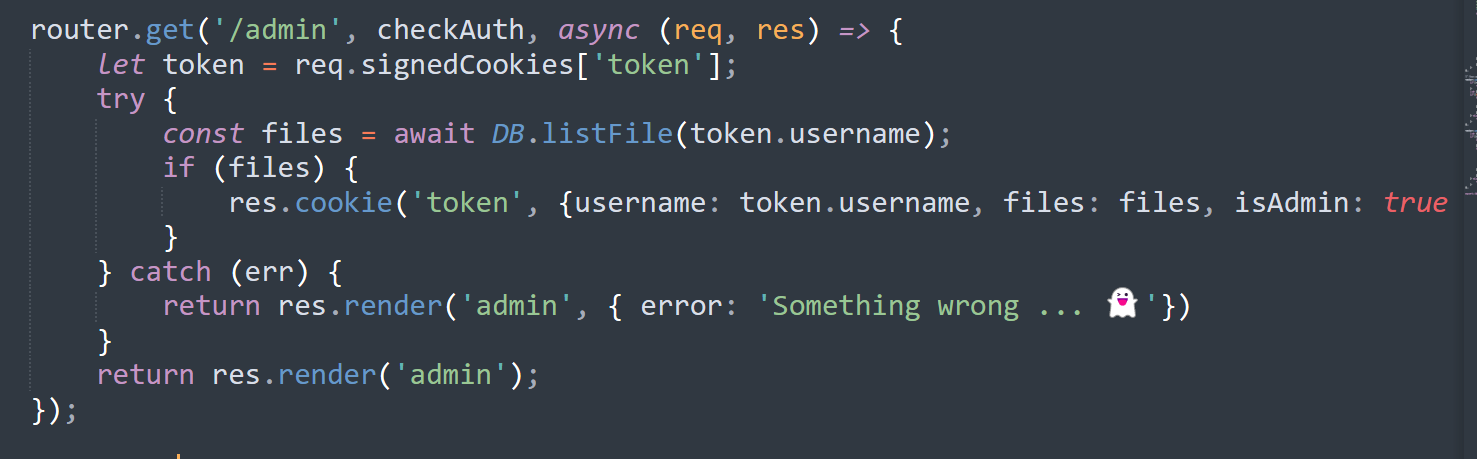 router.get('/admin', checkAuth, async (req, res) => {
    let token = req.signedCookies['token'];
    try {
        const files = await DB.listFile(token.username);
        if (files) {
            res.cookie('token', {username: token.username, files: files, isAdmin: true
        }
    } catch (err) {
        return res.render('admin', { error: 'Something wrong ... 👻'})
    }
    return res.render('admin');
});